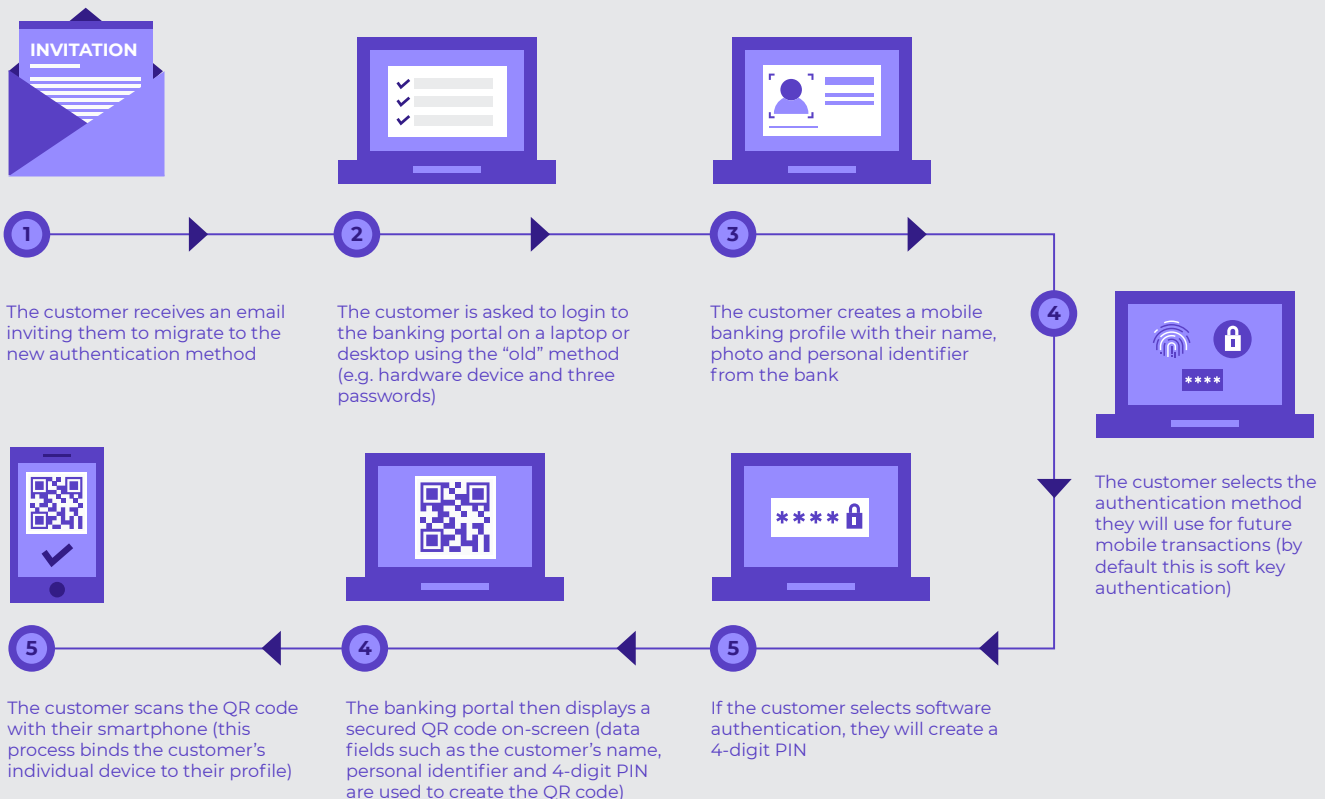 INVITATION
1
The customer receives an email
inviting them to migrate to the
new authentication method
2
The customer is asked to login to
the banking portal on a laptop or
desktop using the “old” method
(e.g. hardware device and three
passwords)
3
The customer creates a mobile
banking profile with their name,
photo and personal identifier
from the bank
4
****
The customer selects the
authentication method
they will use for future
mobile transactions (by
default this is soft key
authentication)
****
5
If the customer selects software
authentication, they will create a
4-digit PIN
4
The banking portal then displays a
secured QR code on-screen (data
fields such as the customer’s name,
personal identifier and 4-digit PIN
are used to create the QR code)
5
The customer scans the QR code
with their smartphone (this
process binds the customer’s
individual device to their profile)